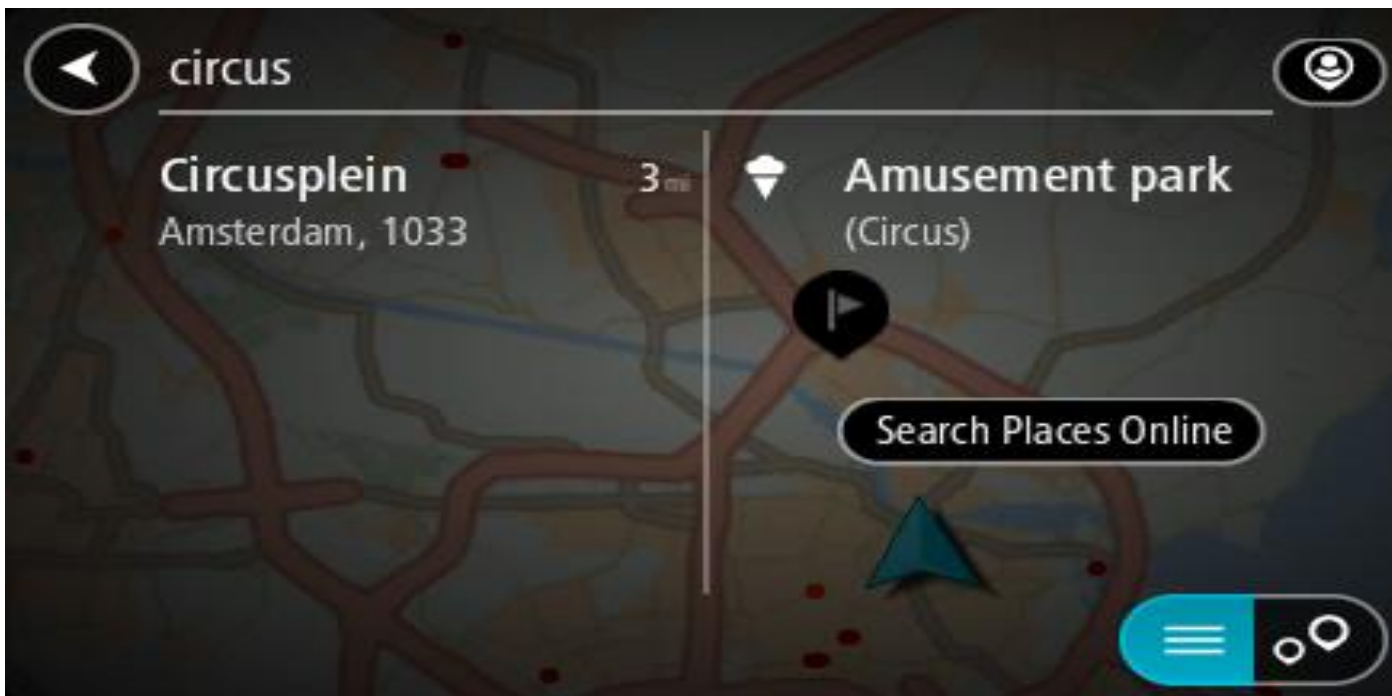 circus
Circusplein 3 mi
Amsterdam, 1033
Amusement park
(Circus)
Search Places Online